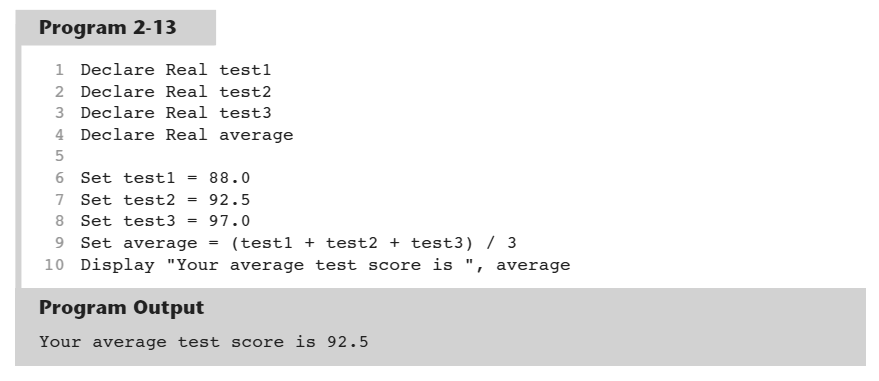 Program 2-13
1 Declare Real test1
2 Declare Real test2
3 Declare Real test3
4 Declare Real average
5
6 Set test1 = 88.0
7 Set test2 = 92.5
8 Set test3 = 97.0
9 Set average = (test1 + test2 + test3) / 3
10 Display "Your average test score is ", average
Program Output
Your average test score is 92.5